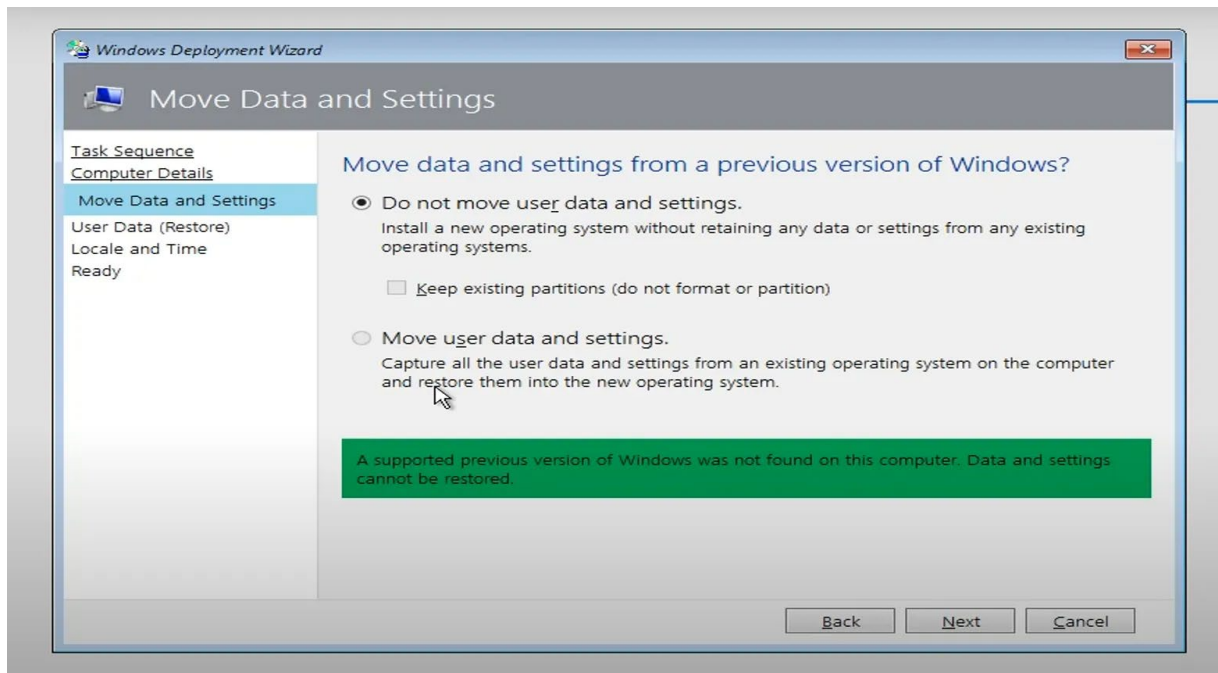 Windows Deployment Wizard
Move Data and Settings
Task Sequence
Computer Details
Move Data and Settings
User Data (Restore)
Locale and Time
Ready
Move data and settings from a previous version of Windows?
Do not move user data and settings.
Install a new operating system without retaining any data or settings from any existing
operating systems.
Keep existing partitions (do not format or partition)
Move user data and settings.
Capture all the user data and settings from an existing operating system on the computer
and restore them into the new operating system.
A supported previous version of Windows was not found on this computer. Data and settings
cannot be restored.
Back
Next
Cancel